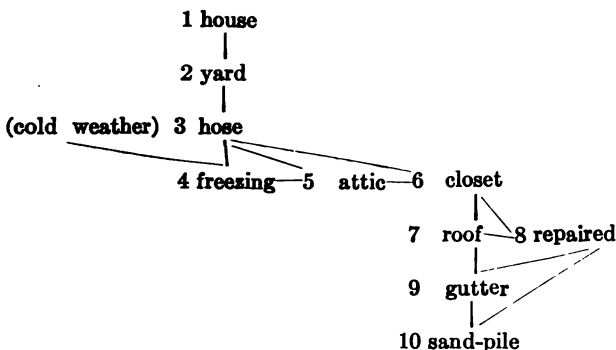 1 house
2 yard
(cold weather) 3 hose
4 freezing 5 attic 6 closet
7 roof 8 repaired
9 gutter
10 sand-pile